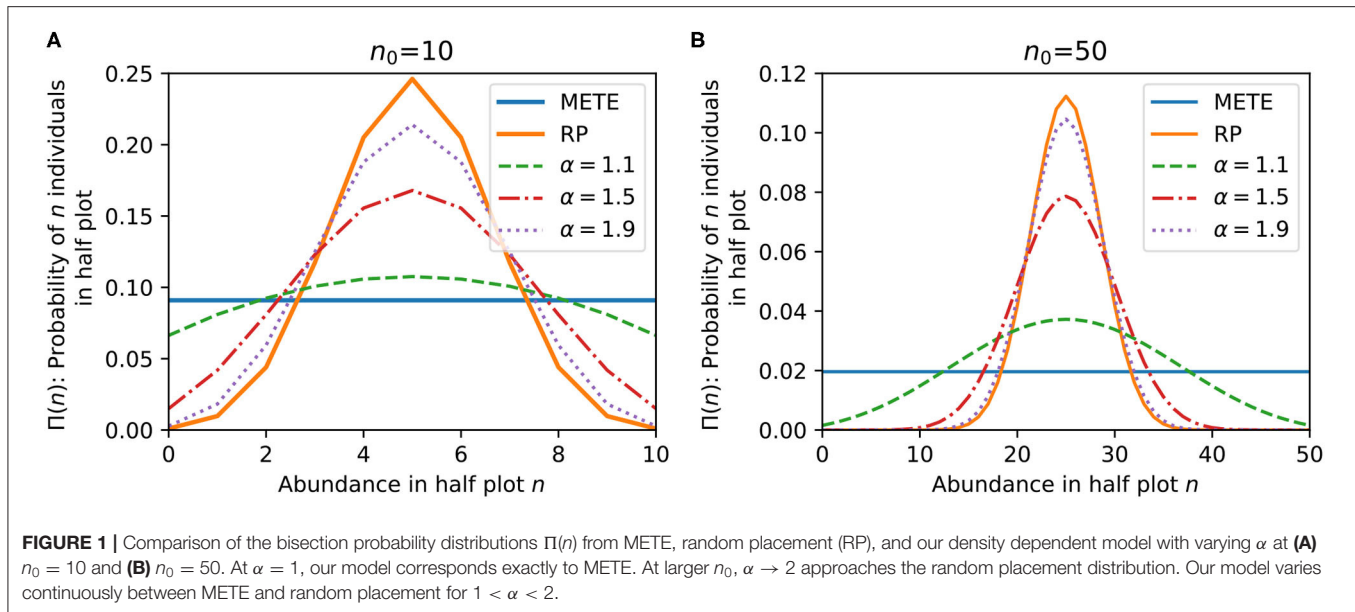 A
n₀=10
Π(n): Probability of n individuals
in half plot
0.25
0.20
0.15
0.10
0.05
0.00
0 2 4 6 8 10
Abundance in half plot n
METE
RP
α = 1.1
α = 1.5
α = 1.9
B
n₀=50
Π(n): Probability of n individuals
in half plot
0.12
0.10
0.08
0.06
0.04
0.02
0.00
0 10 20 30 40 50
Abundance in half plot n
METE
RP
α = 1.1
α = 1.5
α = 1.9
FIGURE 1 | Comparison of the bisection probability distributions Π(n) from METE, random placement (RP), and our density dependent model with varying α at (A)
n₀ = 10 and (B) n₀ = 50. At α = 1, our model corresponds exactly to METE. At larger n₀, α → 2 approaches the random placement distribution. Our model varies
continuously between METE and random placement for 1 < α < 2.